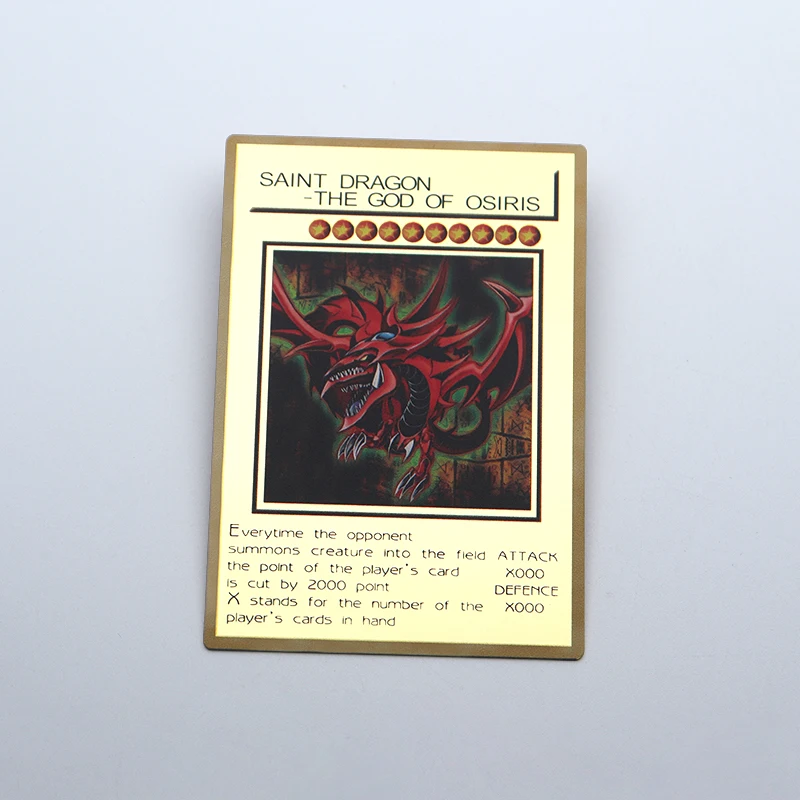 SAINT DRAGON
-THE GOD OF OSIRIS
Everytime the opponent
summons creature into the field
the point of the player's card
is cut by 2000 point
X stands for the number of the
player's cards in hand
ATTACK
X000
DEFENCE
X000